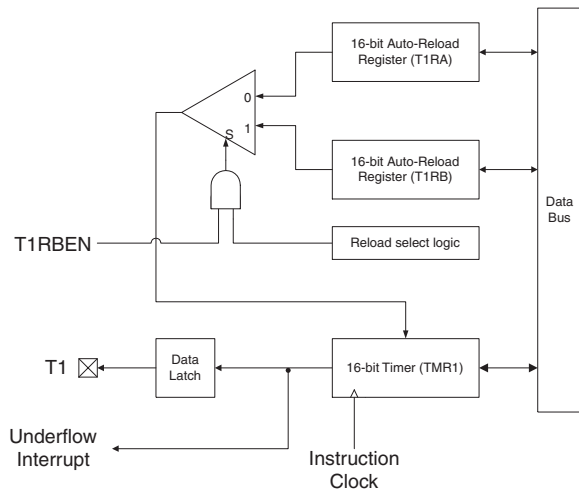 16-bit Auto-Reload
Register (T1RA)
0
1
S
16-bit Auto-Reload
Register (T1RB)
Data
Bus
T1RBEN
Reload select logic
T1
Data
Latch
16-bit Timer (TMR1)
Underflow
Interrupt
Instruction
Clock